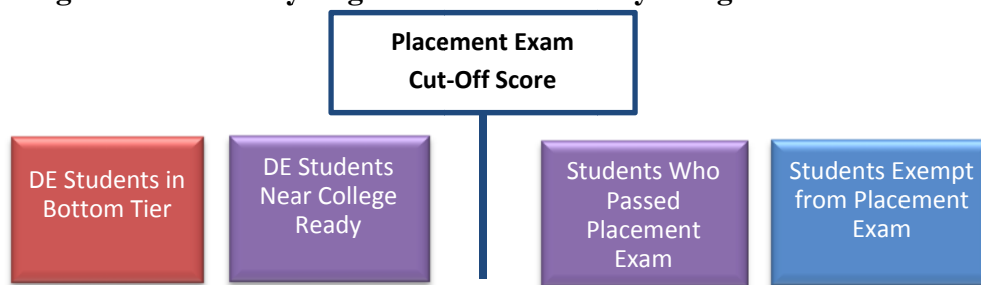 Placement Exam
Cut-Off Score
DE Students in
Bottom Tier
DE Students
Near College
Ready
Students Who
Passed
Placement
Exam
Students Exempt
from Placement
Exam